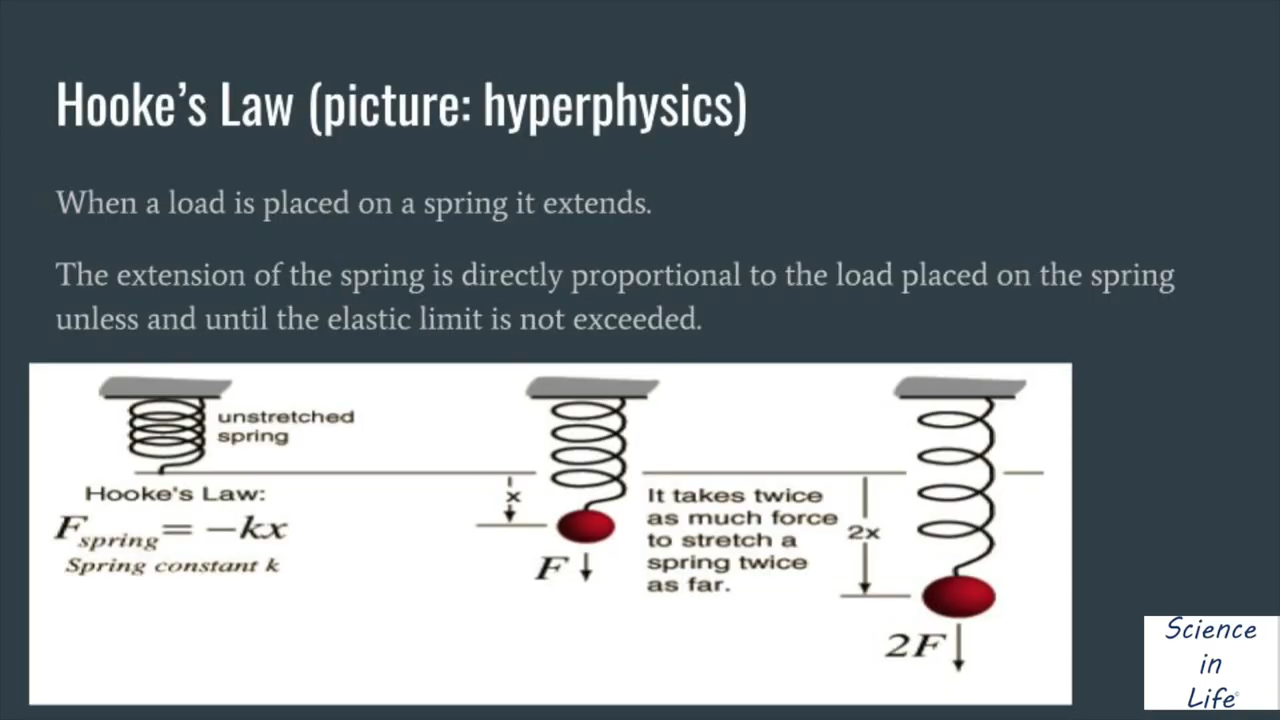 Hooke's Law (picture: hyperphysics)
When a load is placed on a spring it extends.
The extension of the spring is directly proportional to the load placed on the spring
unless and until the elastic limit is not exceeded.
unstretched
spring
Hooke's Law:
F spring = -kx
Spring constant k
x
F
It takes twice
as much force
to stretch a
spring twice
as far.
2x
2F
Science
in
Life